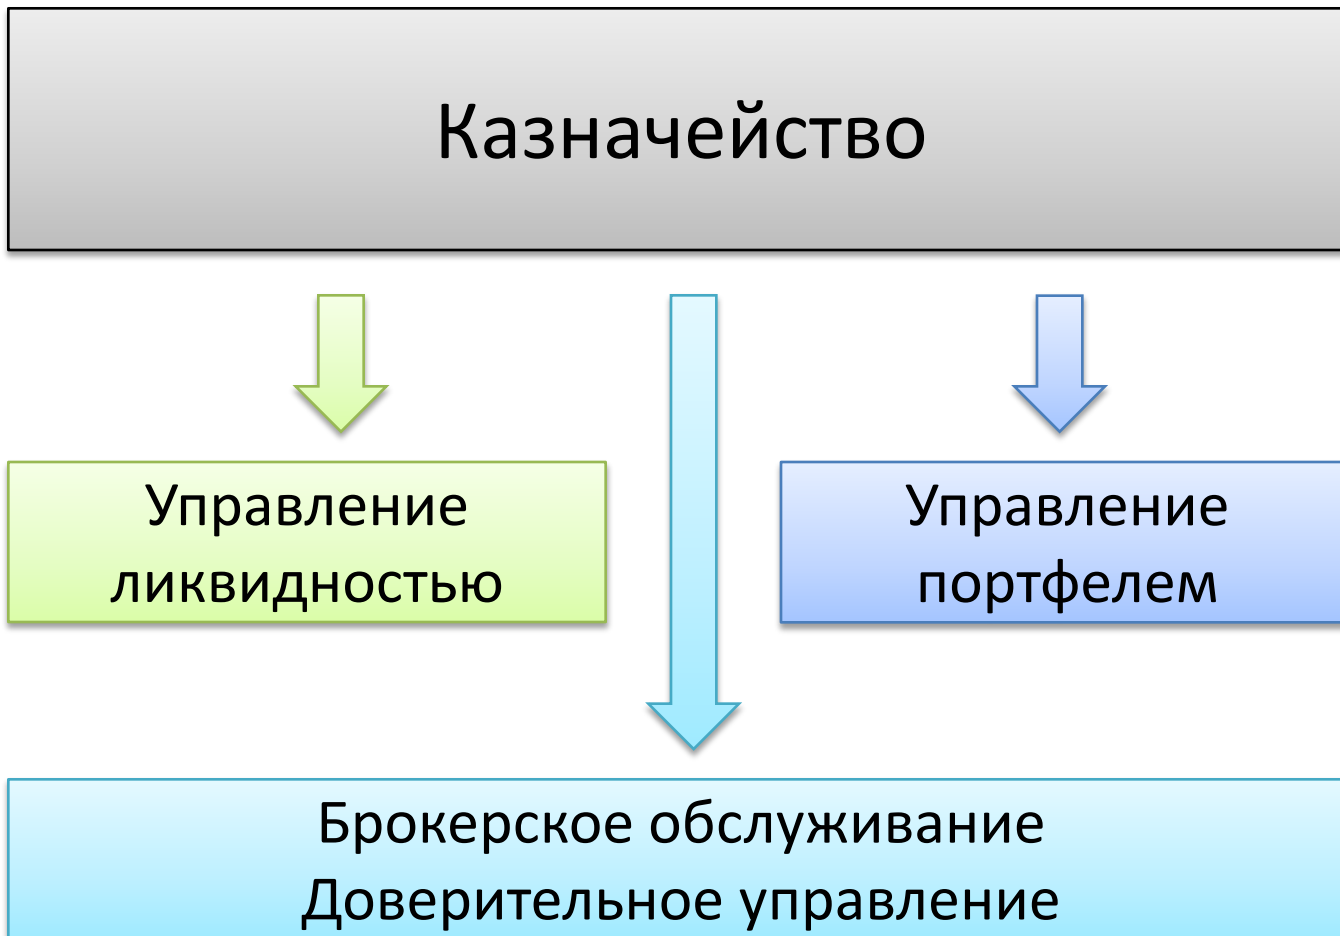 Казначейство
Управление
ликвидностью
Управление
портфелем
Брокерское обслуживание
Доверительное управление